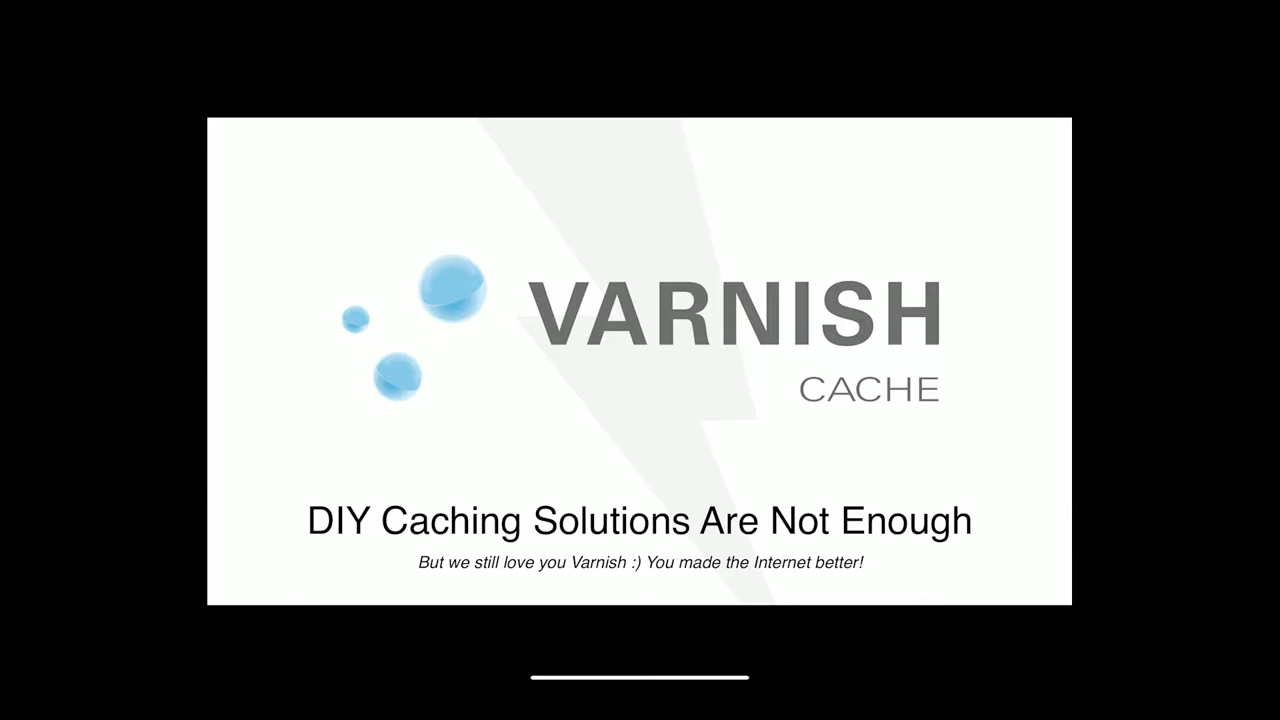 VARNISH
CACHE
DIY Caching Solutions Are Not Enough
But we still love you Varnish :) You made the Internet better!